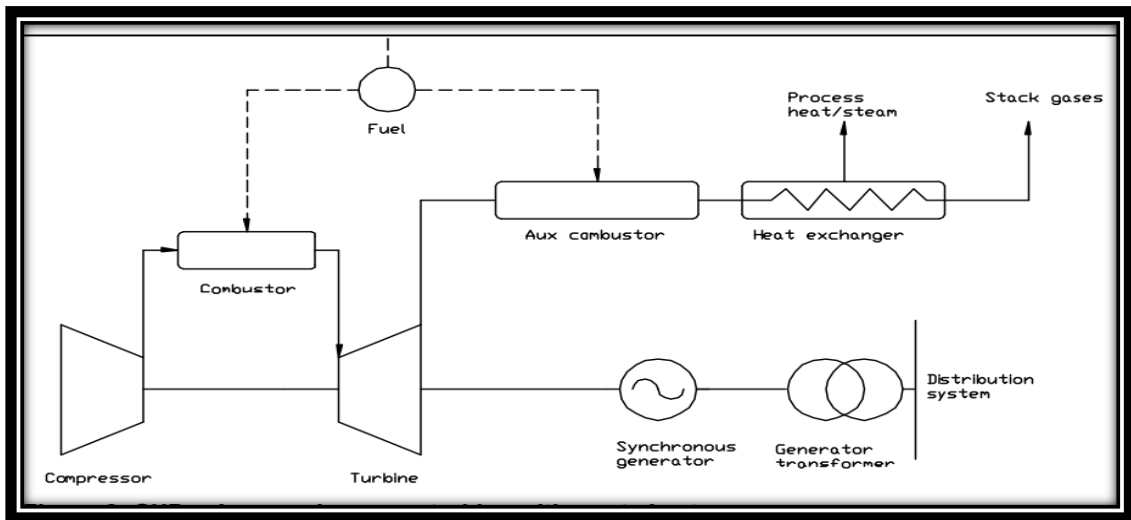 Fuel
Process
heat/steam
Stack gases
Aux combustor
Heat exchanger
Combustor
Distribution
system
Synchronous
generator
Generator
transformer
Compressor
Turbine